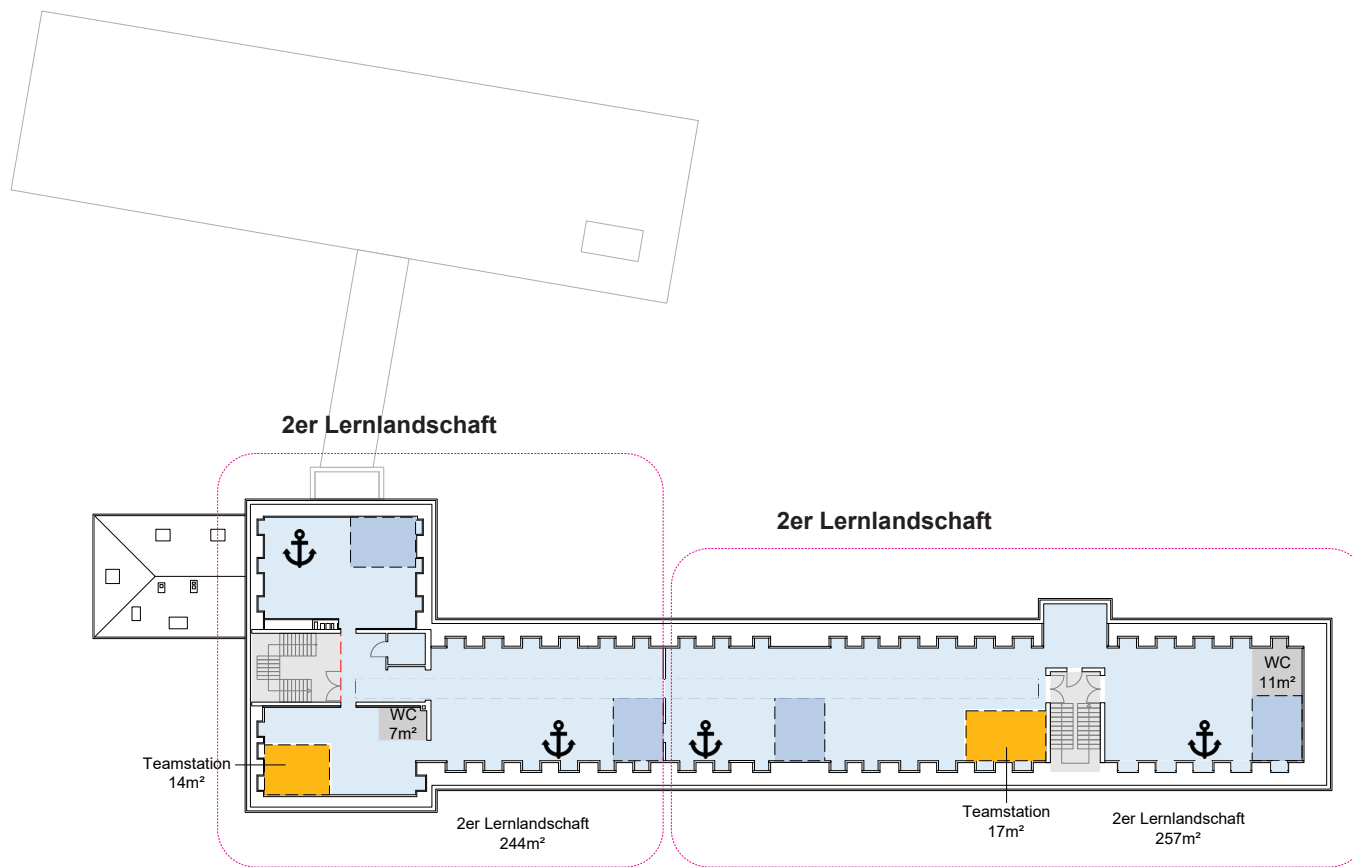 2er Lernlandschaft
2er Lernlandschaft
WC
11m²
WC
7m²
Teamstation
14m²
Teamstation
17m²
2er Lernlandschaft
244m²
2er Lernlandschaft
257m²